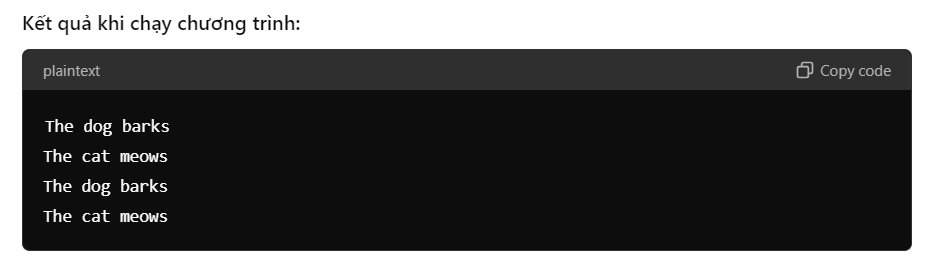 Kết quả khi chạy chương trình:
plaintext
Copy code
The dog barks
The cat meows
The dog barks
The cat meows